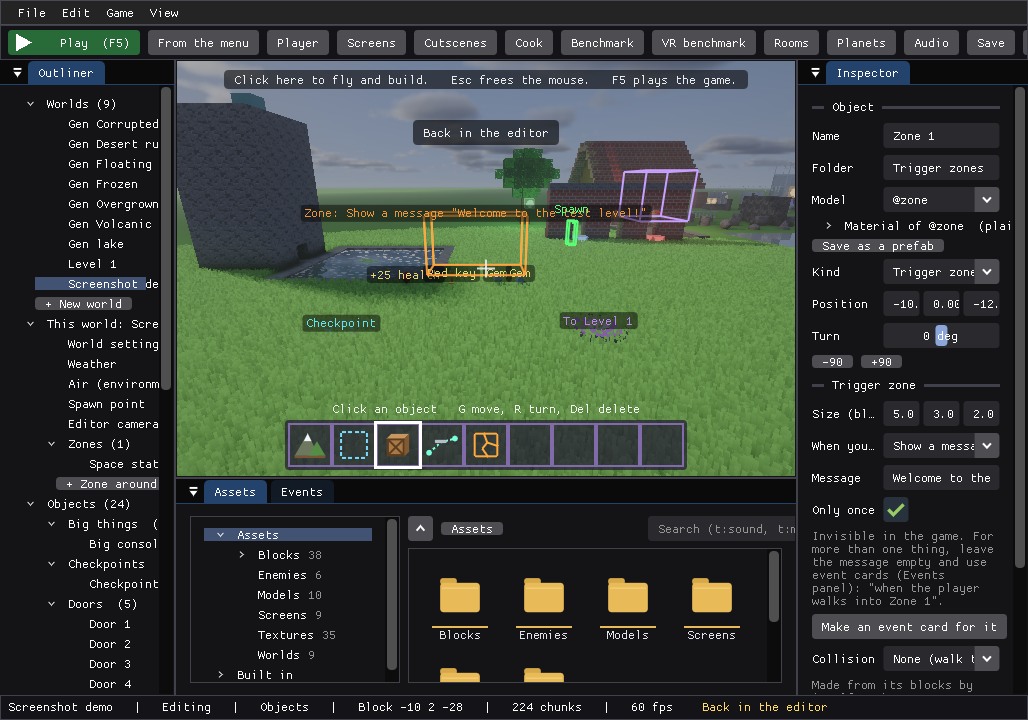 File Edit Game View
Play (F5) From the menu Player Screens Cutscenes Cook Benchmark VR benchmark Rooms Planets Audio Save
Outliner
Worlds (9)
Gen Corrupted
Gen Desert ru
Gen Floating
Gen Frozen
Gen Overgrown
Gen Volcanic
Gen lake
Level 1
Screenshot de
+ New world
This world: Scre
World setting
Weather
Air (environm
Spawn point
Editor camera
Zones (1)
Space stat
+ Zone around
Objects (24)
Big things (
Big consol
Checkpoints
Checkpoint
Doors (5)
Door 1
Door 2
Door 3
Door 4
Click here to fly and build. Esc frees the mouse. F5 plays the game.
Back in the editor
Spawn
Zone: Show a message "Welcome to the test level!"
+25 heal
ed key
Gem
Gem
Checkpoint
To Level 1
Click an object G move, R turn, Del delete
Assets Events
Assets
Blocks 38
Enemies 6
Models 10
Screens 9
Textures 35
Worlds 9
Built in
Assets
Search (t:sound, t:m
Blocks
Enemies
Models
Screens
Inspector
Object
Name Zone 1
Folder Trigger zones
Model @zone
Material of @zone (plai
Save as a prefab
Kind Trigger zone
Position -10. 0.00 -12.
Turn 0 deg
-90 +90
Trigger zone
Size (bl… 5.0 3.0 2.0
When you… Show a messa
Message Welcome to the
Only once
Invisible in the game. For
more than one thing, leave
the message empty and use
event cards (Events
panel): "when the player
walks into Zone 1".
Make an event card for it
Collision None (walk t
Made from its blocks by
Screenshot demo | Editing | Objects | Block -10 2 -28 | 224 chunks | 60 fps Back in the editor